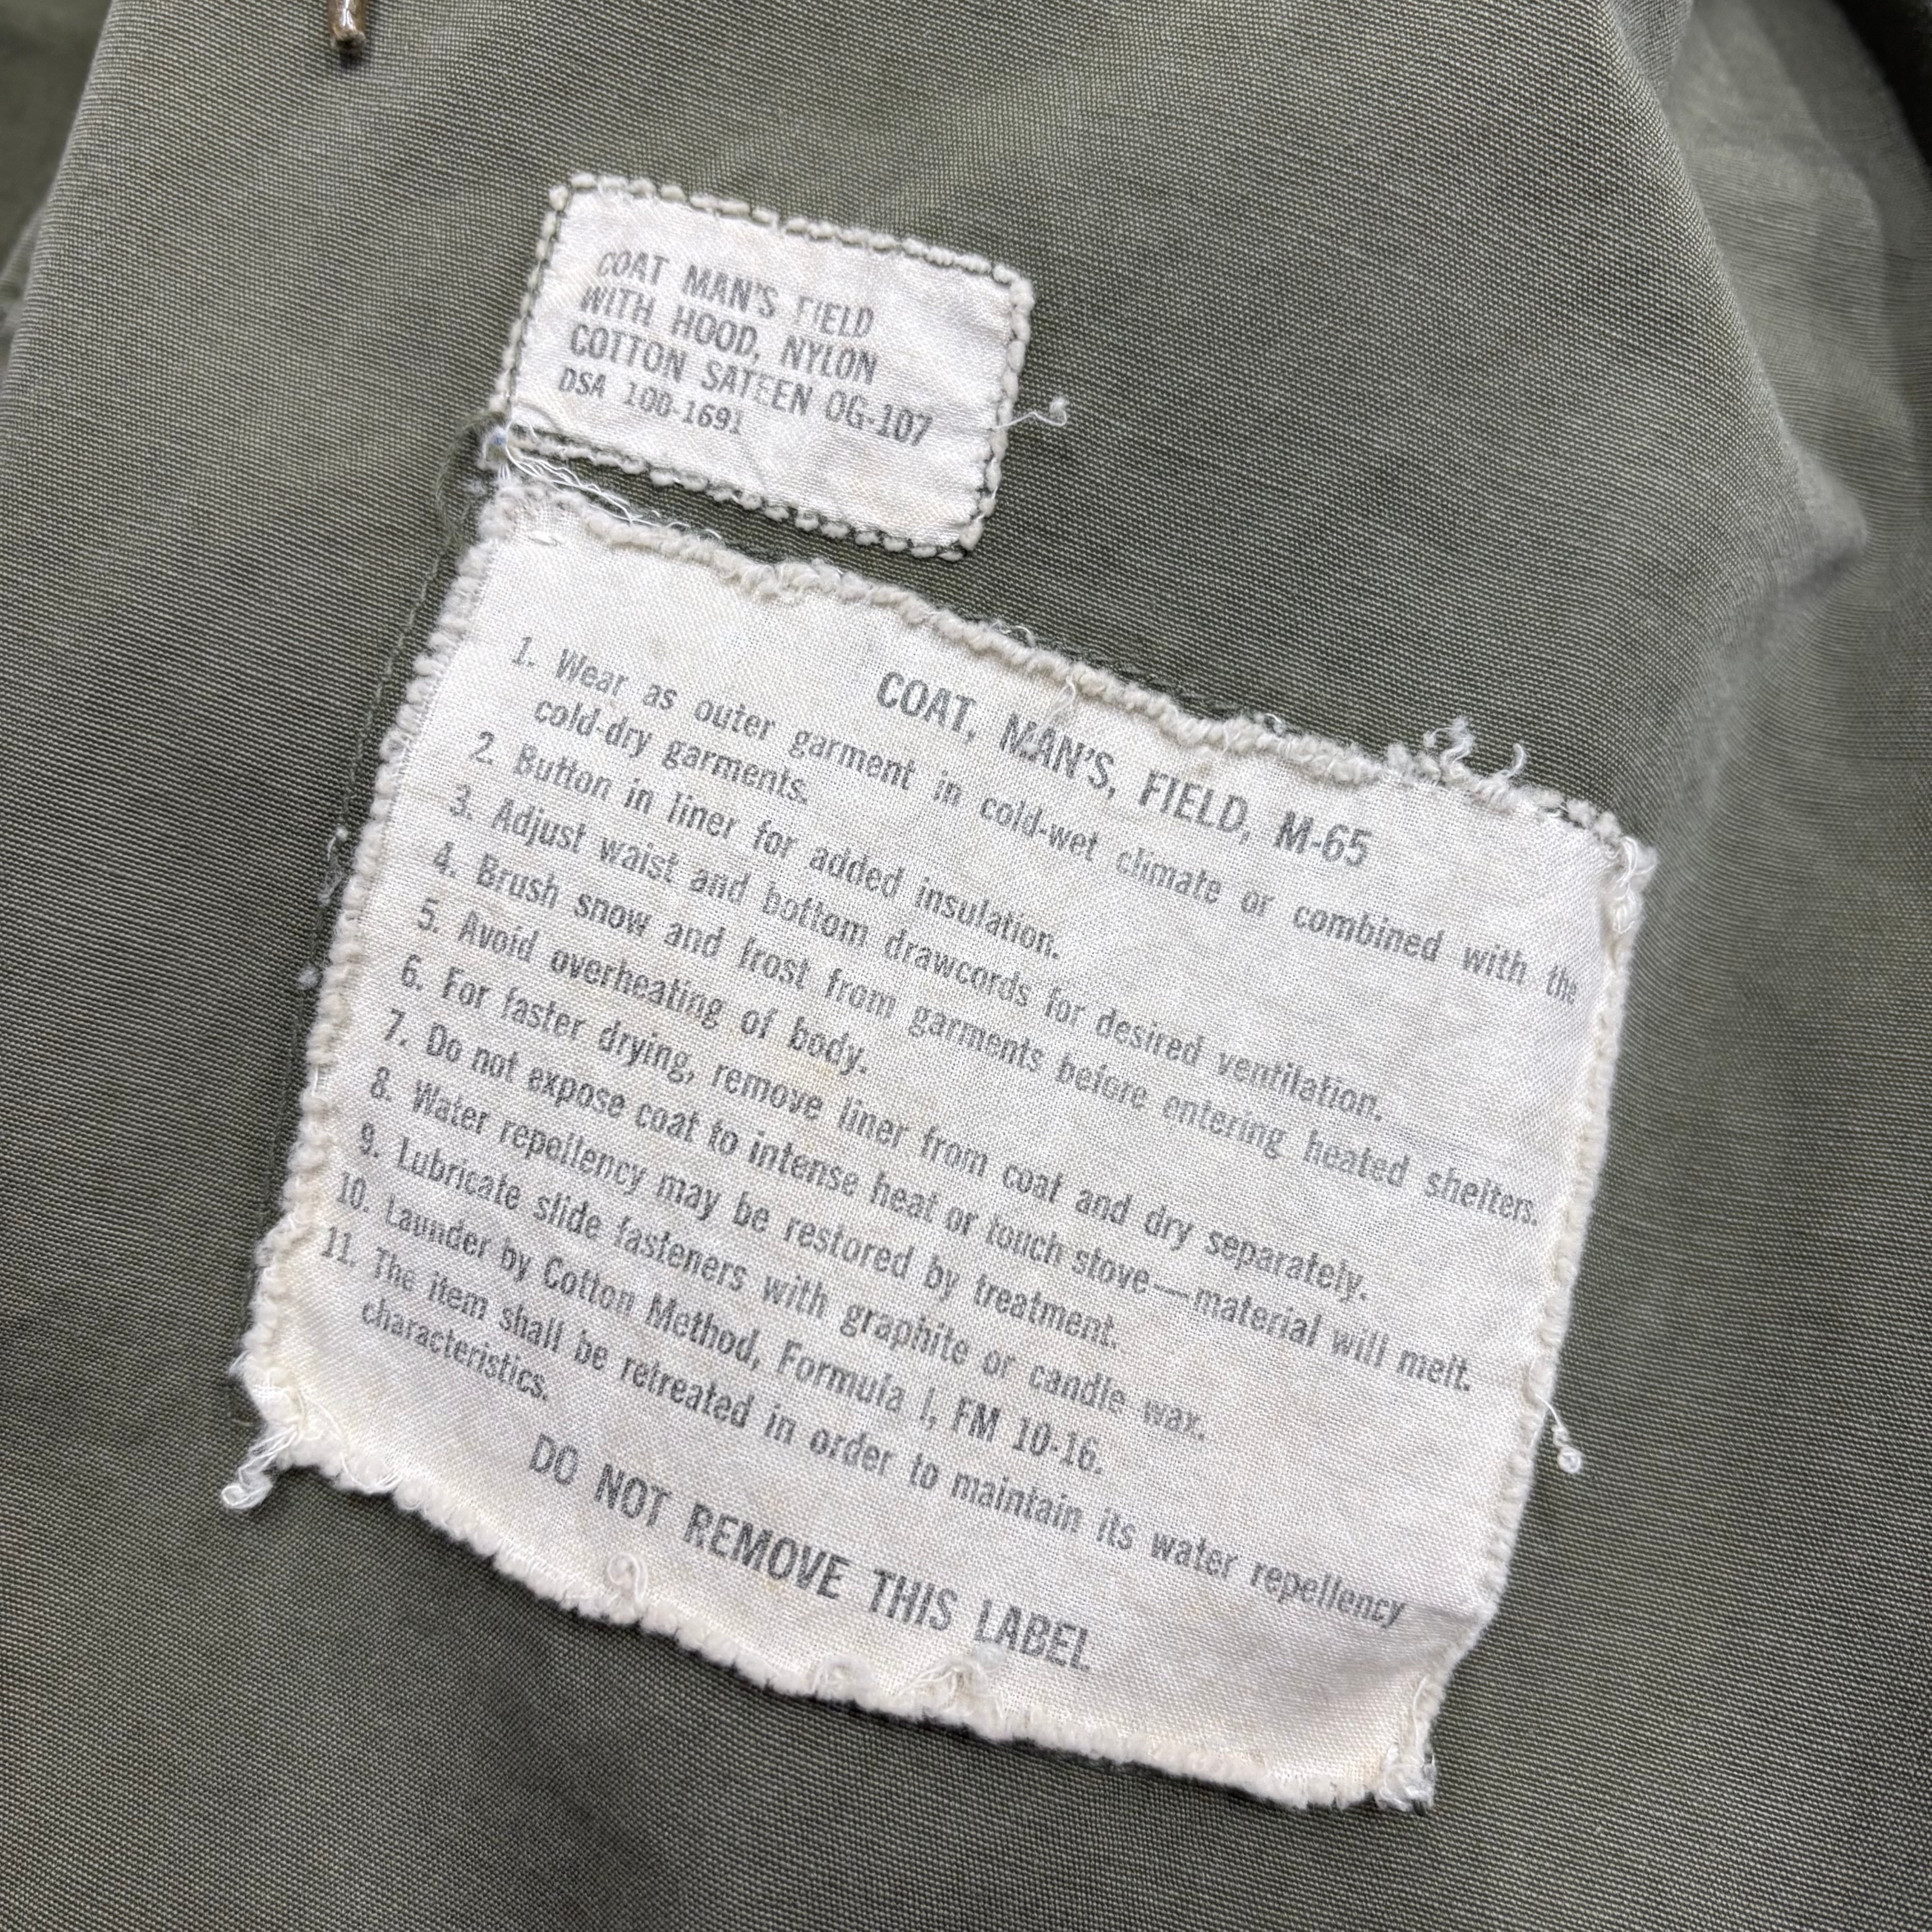 COAT MAN'S FIELD
WITH HOOD, NYLON
COTTON SATEEN OG-107
DSA 100-1691
COAT, MAN'S, FIELD, M-65
1. Wear as outer garment in cold-wet climate or combined with the
cold-dry garments.
2. Button in liner for added insulation.
3. Adjust waist and bottom drawcords for desired ventilation.
4. Brush snow and frost from garments before entering heated shelters.
5. Avoid overheating of body.
6. For faster drying, remove liner from coat and dry separately.
7. Do not expose coat to intense heat or touch stove—material will melt.
8. Water repellency may be restored by treatment.
9. Lubricate slide fasteners with graphite or candle wax.
10. Launder by Cotton Method, Formula I, FM 10-16.
11. The item shall be retreated in order to maintain its water repellency
characteristics.
DO NOT REMOVE THIS LABEL